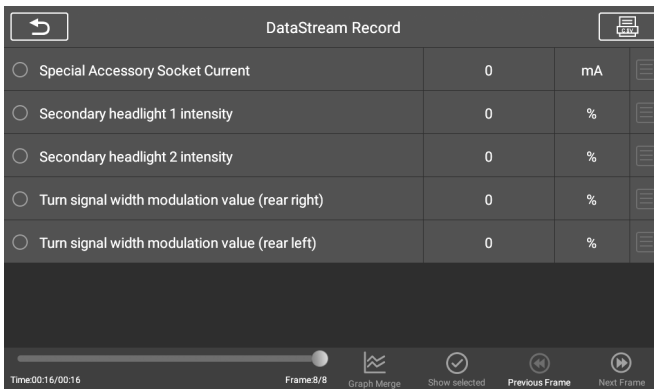 DataStream Record
CSV
Special Accessory Socket Current 0 mA
Secondary headlight 1 intensity 0 %
Secondary headlight 2 intensity 0 %
Turn signal width modulation value (rear right) 0 %
Turn signal width modulation value (rear left) 0 %
Time:00:16/00:16 Frame:8/8 Graph Merge Show selected Previous Frame Next Frame